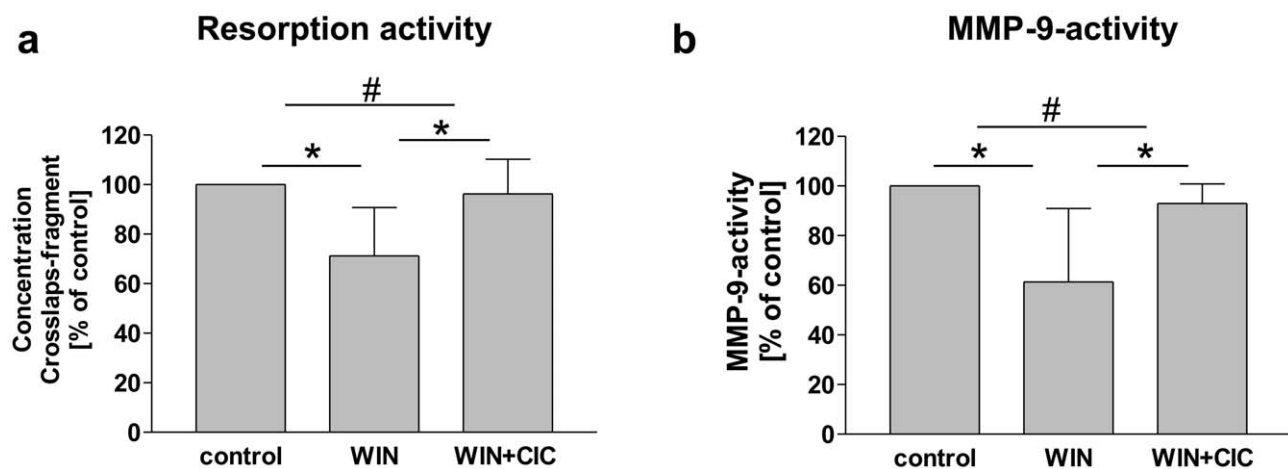 a
Resorption activity
#
*
*
Concentration
Crosslaps-fragment
[% of control]
120
100
80
60
40
20
0
control
WIN
WIN+CIC
b
MMP-9-activity
#
*
*
MMP-9-activity
[% of control]
120
100
80
60
40
20
0
control
WIN
WIN+CIC